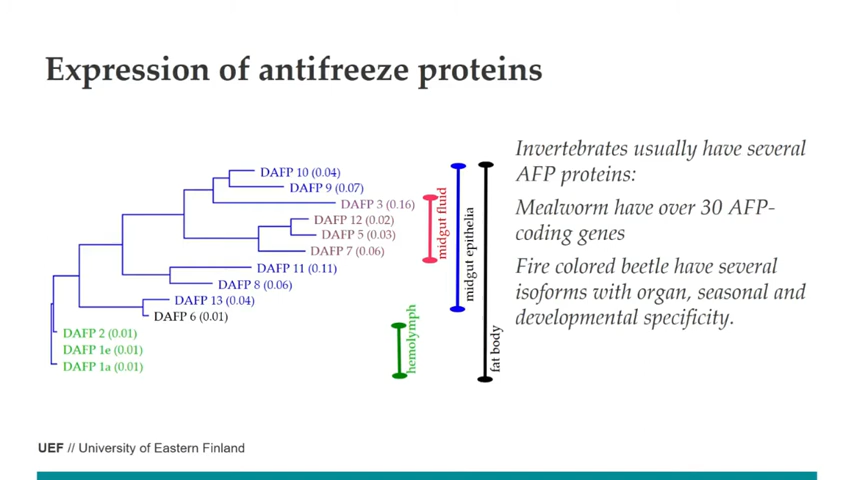 Expression of antifreeze proteins
DAFP 10 (0.04)
DAFP 9 (0.07)
DAFP 3 (0.16)
DAFP 12 (0.02)
DAFP 5 (0.03)
DAFP 7 (0.06)
DAFP 11 (0.11)
DAFP 8 (0.06)
DAFP 13 (0.04)
DAFP 6 (0.01)
DAFP 2 (0.01)
DAFP 1e (0.01)
DAFP 1a (0.01)
midgut fluid
hemolymph
midgut epithelia
fat body
Invertebrates usually have several
AFP proteins:
Mealworm have over 30 AFP-
coding genes
Fire colored beetle have several
isoforms with organ, seasonal and
developmental specificity.
UEF // University of Eastern Finland